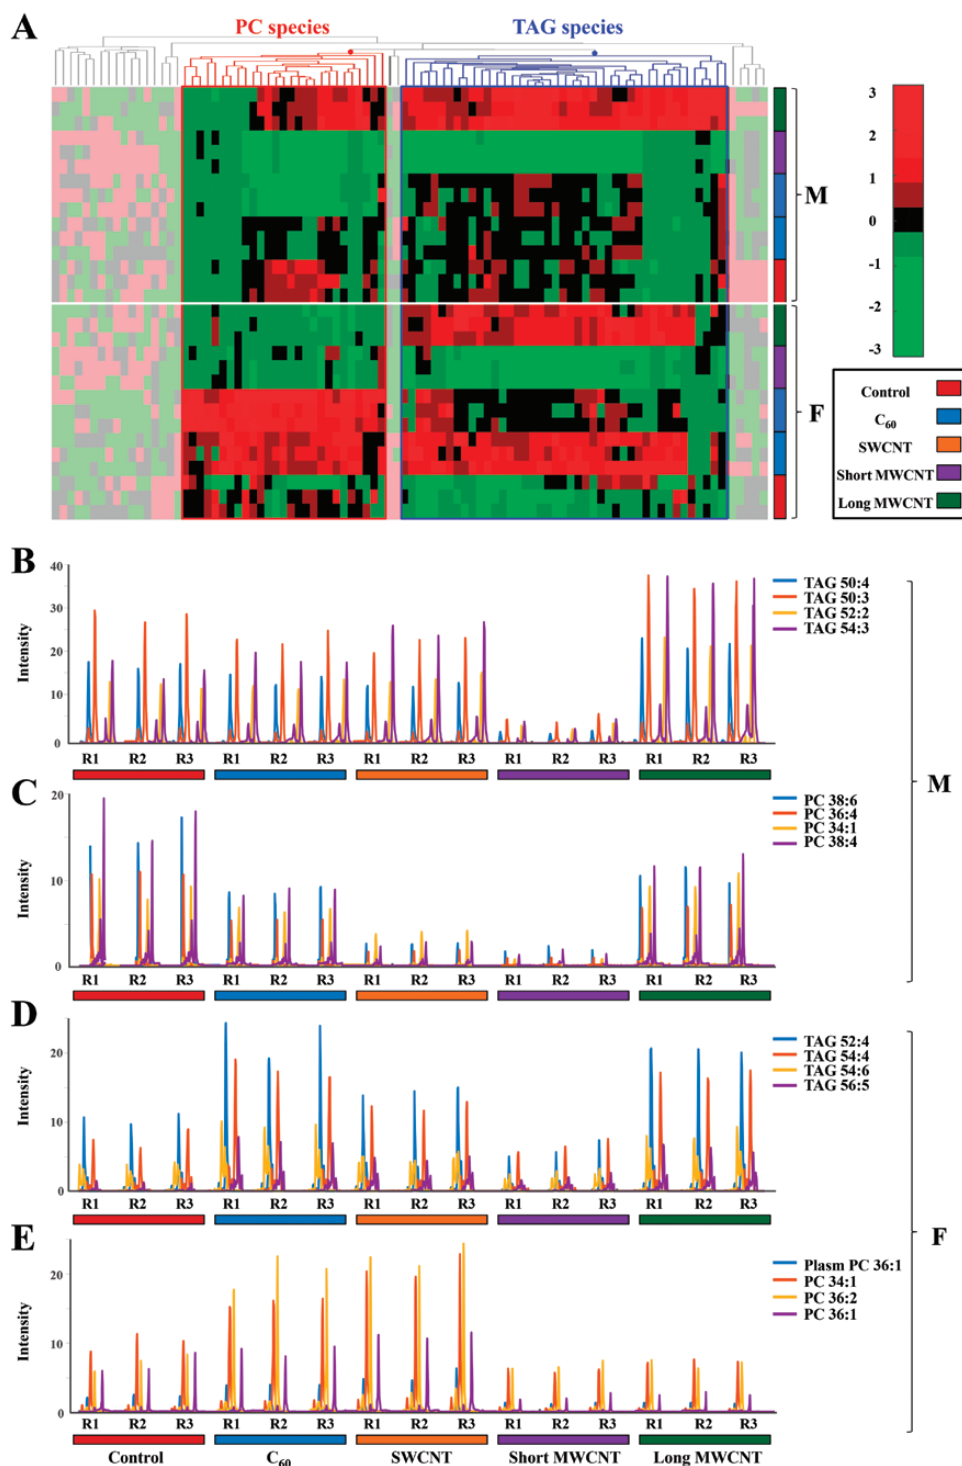 A
PC species
TAG species
3
2
1
0
-1
-2
-3
M
F
Control
C60
SWCNT
Short MWCNT
Long MWCNT
B
Intensity
40
30
20
10
0
TAG 50:4
TAG 50:3
TAG 52:2
TAG 54:3
R1 R2 R3 R1 R2 R3 R1 R2 R3 R1 R2 R3 R1 R2 R3
C
Intensity
20
10
0
PC 38:6
PC 36:4
PC 34:1
PC 38:4
R1 R2 R3 R1 R2 R3 R1 R2 R3 R1 R2 R3 R1 R2 R3
M
D
Intensity
20
10
0
TAG 52:4
TAG 54:4
TAG 54:6
TAG 56:5
R1 R2 R3 R1 R2 R3 R1 R2 R3 R1 R2 R3 R1 R2 R3
E
Intensity
20
10
0
Plasm PC 36:1
PC 34:1
PC 36:2
PC 36:1
R1 R2 R3 R1 R2 R3 R1 R2 R3 R1 R2 R3 R1 R2 R3
F
Control C60 SWCNT Short MWCNT Long MWCNT